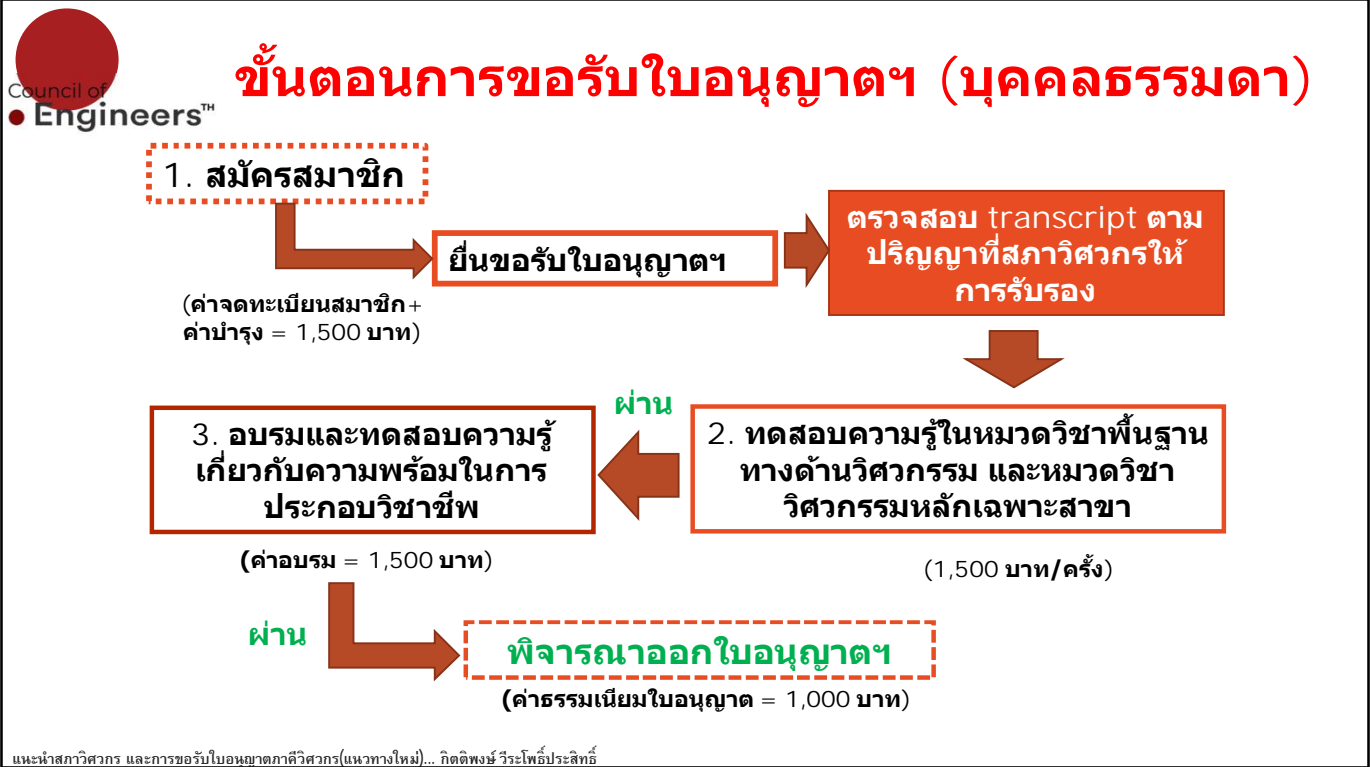 Council of
Engineers™
ขั้นตอนการขอรับใบอนุญาตฯ (บุคคลธรรมดา)
1. สมัครสมาชิก
ยื่นขอรับใบอนุญาตฯ
ตรวจสอบ transcript ตาม
ปริญญาที่สภาวิศวกรให้
การรับรอง
(ค่าจดทะเบียนสมาชิก+
ค่าบำรุง = 1,500 บาท)
2. ทดสอบความรู้ในหมวดวิชาพื้นฐาน
ทางด้านวิศวกรรม และหมวดวิชา
วิศวกรรมหลักเฉพาะสาขา
(1,500 บาท/ครั้ง)
ผ่าน
3. อบรมและทดสอบความรู้
เกี่ยวกับความพร้อมในการ
ประกอบวิชาชีพ
(ค่าอบรม = 1,500 บาท)
ผ่าน
พิจารณาออกใบอนุญาตฯ
(ค่าธรรมเนียมใบอนุญาต = 1,000 บาท)
แนะนำสภาวิศวกร และการขอรับใบอนุญาตภาคีวิศวกร(แนวทางใหม่)... กิตติพงษ์ วีระโพธิ์ประสิทธิ์